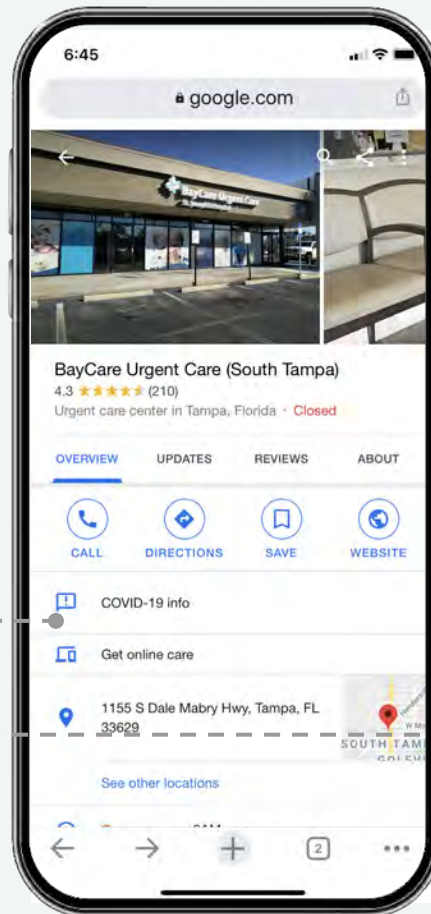 6:45
google.com
BayCare Urgent Care
BayCare Urgent Care (South Tampa)
4.3 (210)
Urgent care center in Tampa, Florida · Closed
OVERVIEW UPDATES REVIEWS ABOUT
CALL DIRECTIONS SAVE WEBSITE
COVID-19 info
Get online care
1155 S Dale Mabry Hwy, Tampa, FL
33629
SOUTH TAM
See other locations
2